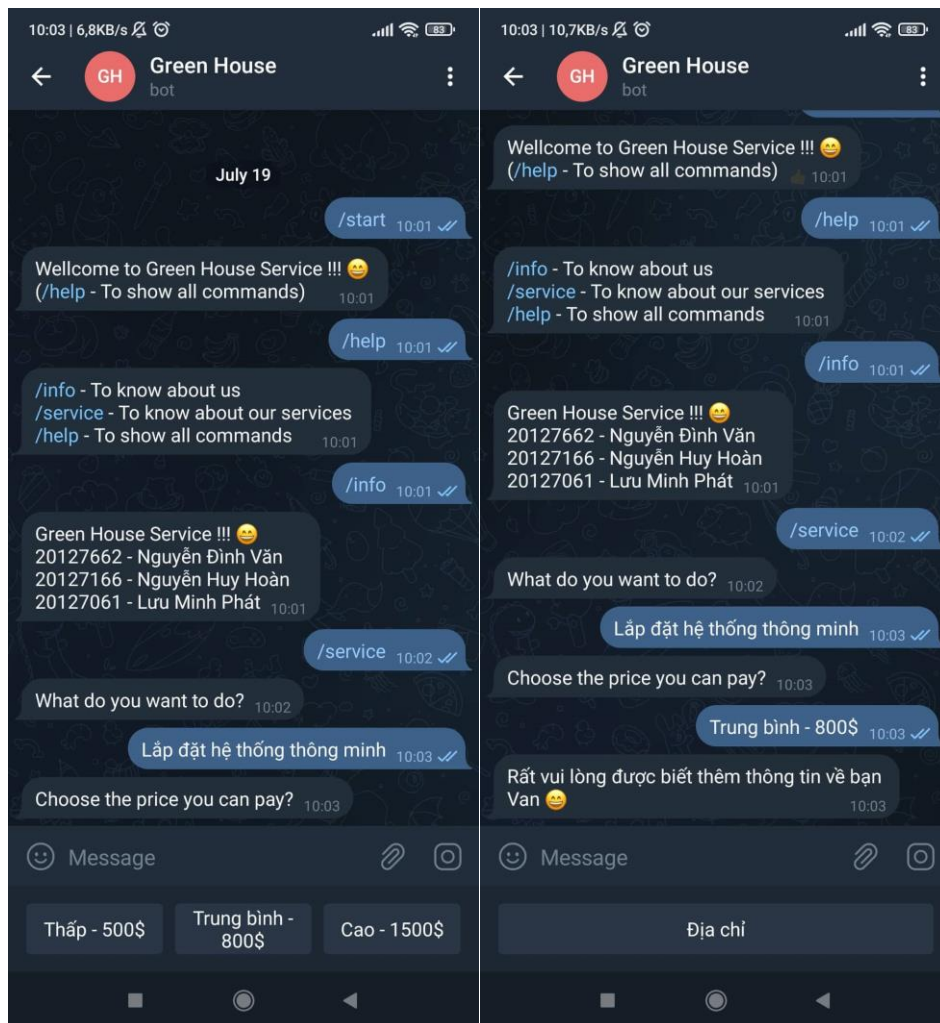 10:03 | 6,8KB/s
83
GH
Green House
bot
July 19
/start 10:01
Wellcome to Green House Service !!! 😄
(/help - To show all commands) 10:01
/help 10:01
/info - To know about us
/service - To know about our services
/help - To show all commands 10:01
/info 10:01
Green House Service !!! 😄
20127662 - Nguyễn Đình Văn
20127166 - Nguyễn Huy Hoàn
20127061 - Lưu Minh Phát 10:01
/service 10:02
What do you want to do? 10:02
Lắp đặt hệ thống thông minh 10:03
Choose the price you can pay? 10:03
Message
Thấp - 500$
Trung bình -
800$
Cao - 1500$
10:03 | 10,7KB/s
83
GH
Green House
bot
Wellcome to Green House Service !!! 😄
(/help - To show all commands) 10:01
/help 10:01
/info - To know about us
/service - To know about our services
/help - To show all commands 10:01
/info 10:01
Green House Service !!! 😄
20127662 - Nguyễn Đình Văn
20127166 - Nguyễn Huy Hoàn
20127061 - Lưu Minh Phát 10:01
/service 10:02
What do you want to do? 10:02
Lắp đặt hệ thống thông minh 10:03
Choose the price you can pay? 10:03
Trung bình - 800$ 10:03
Rất vui lòng được biết thêm thông tin về bạn
Van 😄 10:03
Message
Địa chỉ